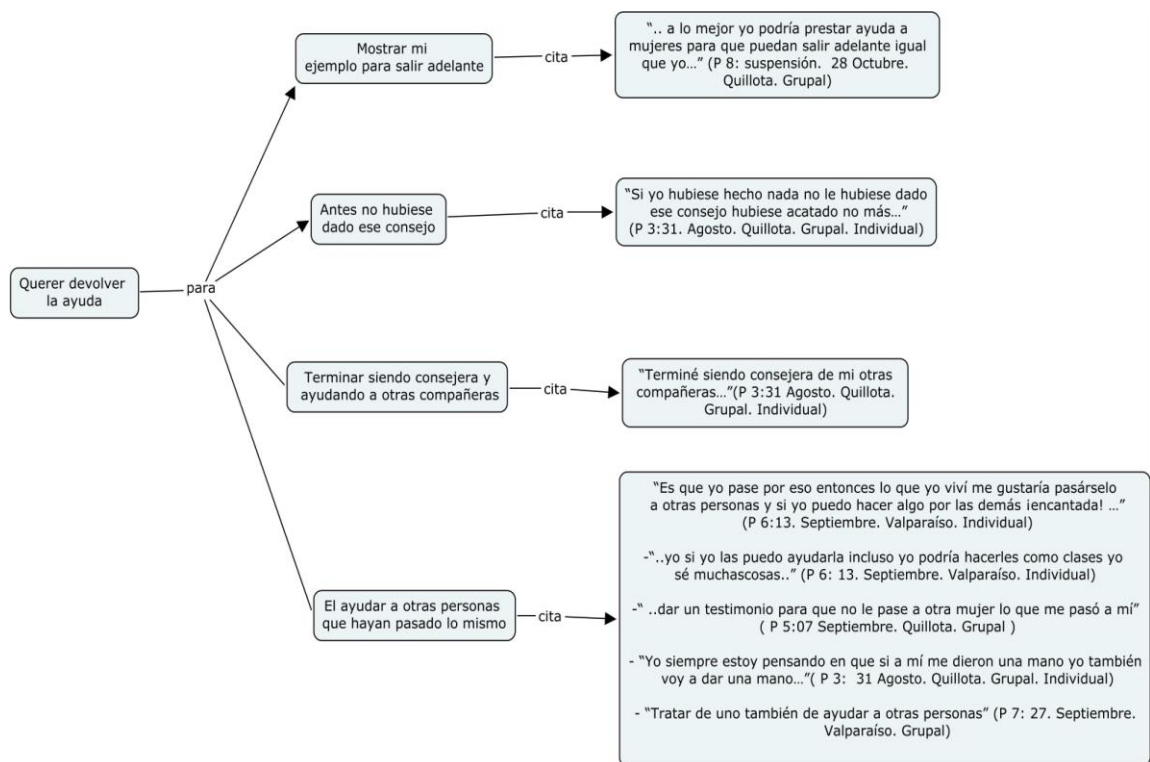 Mostrar mi
ejemplo para salir adelante
cita
“.. a lo mejor yo podría prestar ayuda a
mujeres para que puedan salir adelante igual
que yo…” (P 8: suspensión. 28 Octubre.
Quillota. Grupal)
Antes no hubiese
dado ese consejo
cita
“Si yo hubiese hecho nada no le hubiese dado
ese consejo hubiese acatado no más…”
(P 3:31. Agosto. Quillota. Grupal. Individual)
Querer devolver
la ayuda
para
Terminar siendo consejera y
ayudando a otras compañeras
cita
“Terminé siendo consejera de mi otras
compañeras…”(P 3:31 Agosto. Quillota.
Grupal. Individual)
El ayudar a otras personas
que hayan pasado lo mismo
cita
“Es que yo pase por eso entonces lo que yo viví me gustaría pasárselo
a otras personas y si yo puedo hacer algo por las demás ¡encantada! …”
(P 6:13. Septiembre. Valparaíso. Individual)
-“..yo si yo las puedo ayudarla incluso yo podría hacerles como clases yo
sé muchascosas..” (P 6: 13. Septiembre. Valparaíso. Individual)
-“ ..dar un testimonio para que no le pase a otra mujer lo que me pasó a mí”
( P 5:07 Septiembre. Quillota. Grupal )
- “Yo siempre estoy pensando en que si a mí me dieron una mano yo también
voy a dar una mano…”( P 3: 31 Agosto. Quillota. Grupal. Individual)
- “Tratar de uno también de ayudar a otras personas” (P 7: 27. Septiembre.
Valparaíso. Grupal)